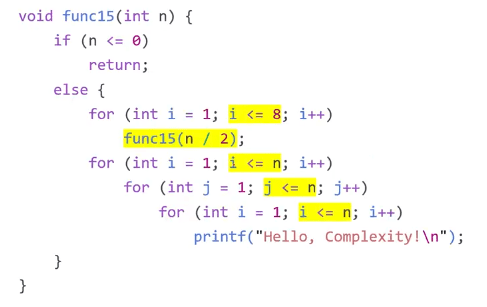 void func15(int n) {
    if (n <= 0)
        return;
    else {
        for (int i = 1; i <= 8; i++)
            func15(n / 2);
        for (int i = 1; i <= n; i++)
            for (int j = 1; j <= n; j++)
                for (int i = 1; i <= n; i++)
                    printf("Hello, Complexity!\n");
    }
}